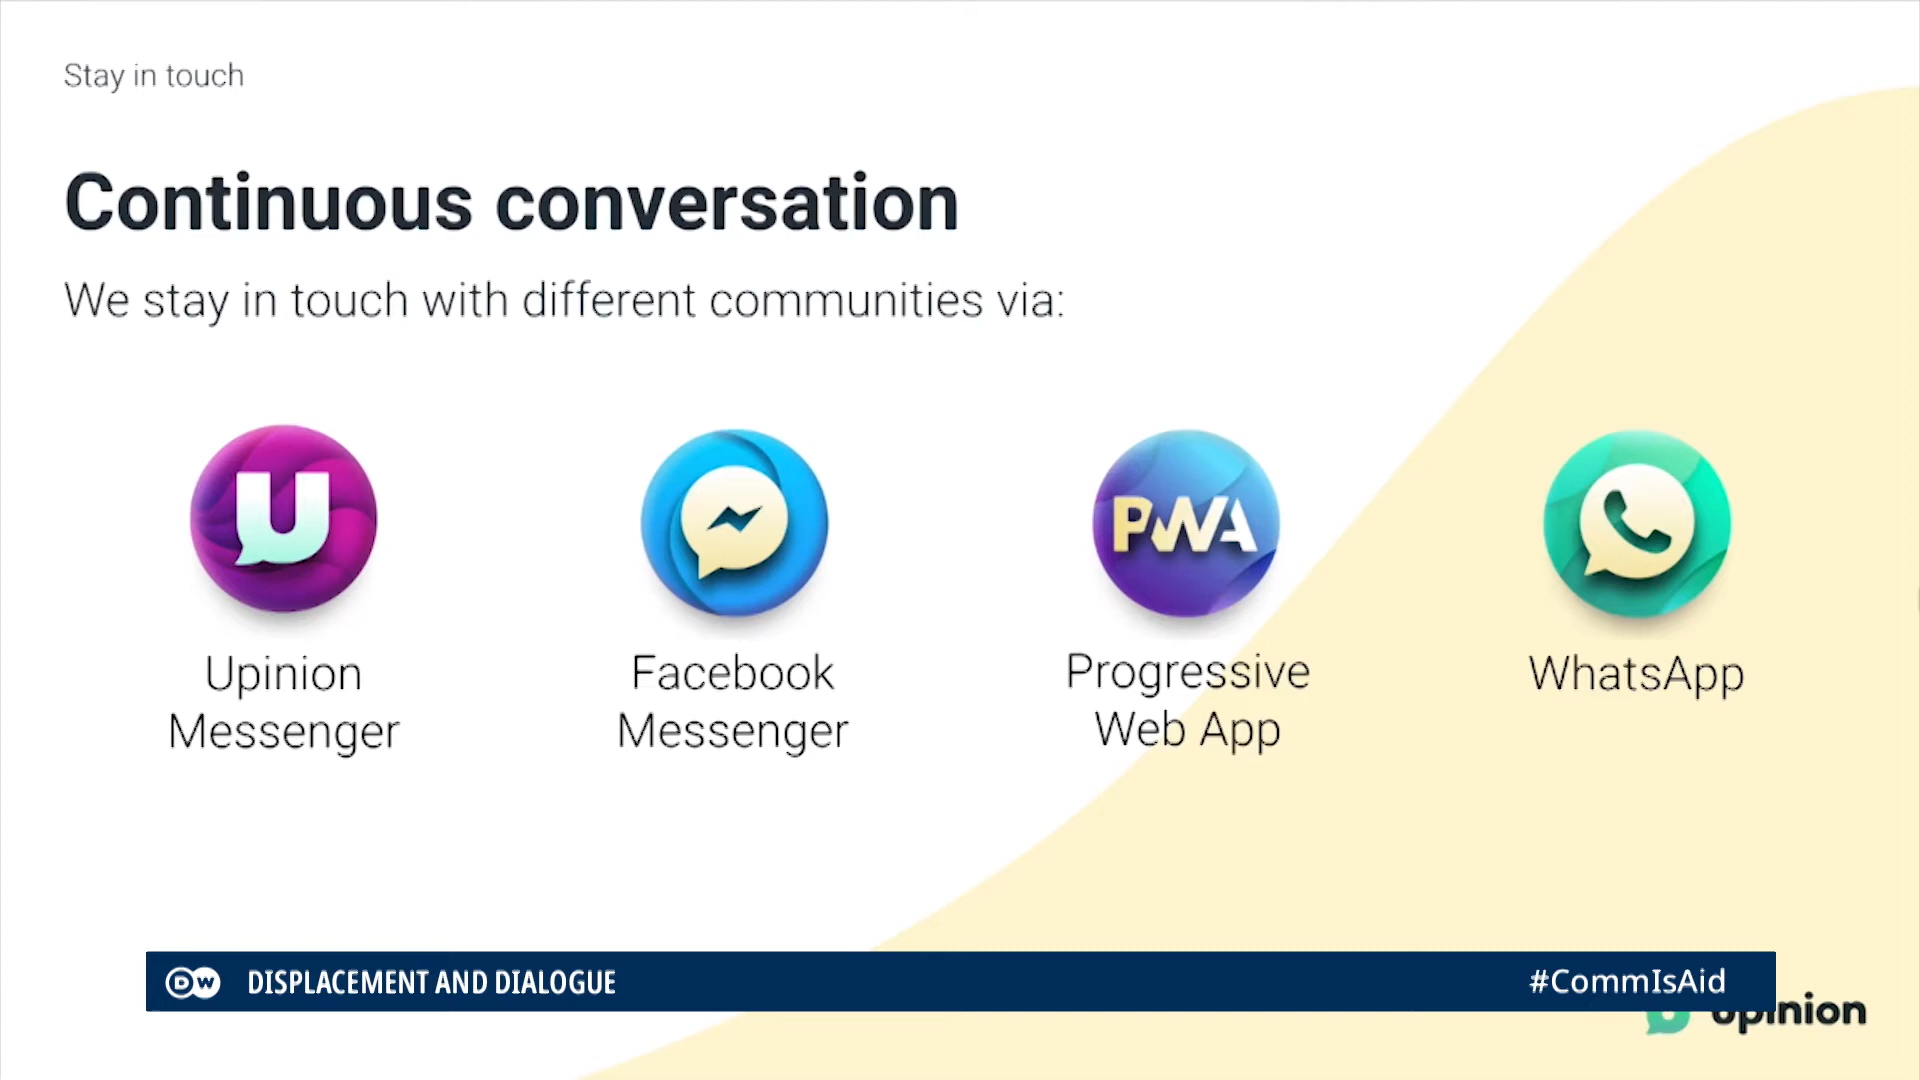 Stay in touch
Continuous conversation
We stay in touch with different communities via:
U
PWA
Upinion
Messenger
Facebook
Messenger
Progressive
Web App
WhatsApp
DW DISPLACEMENT AND DIALOGUE
#CommIsAid
upinion